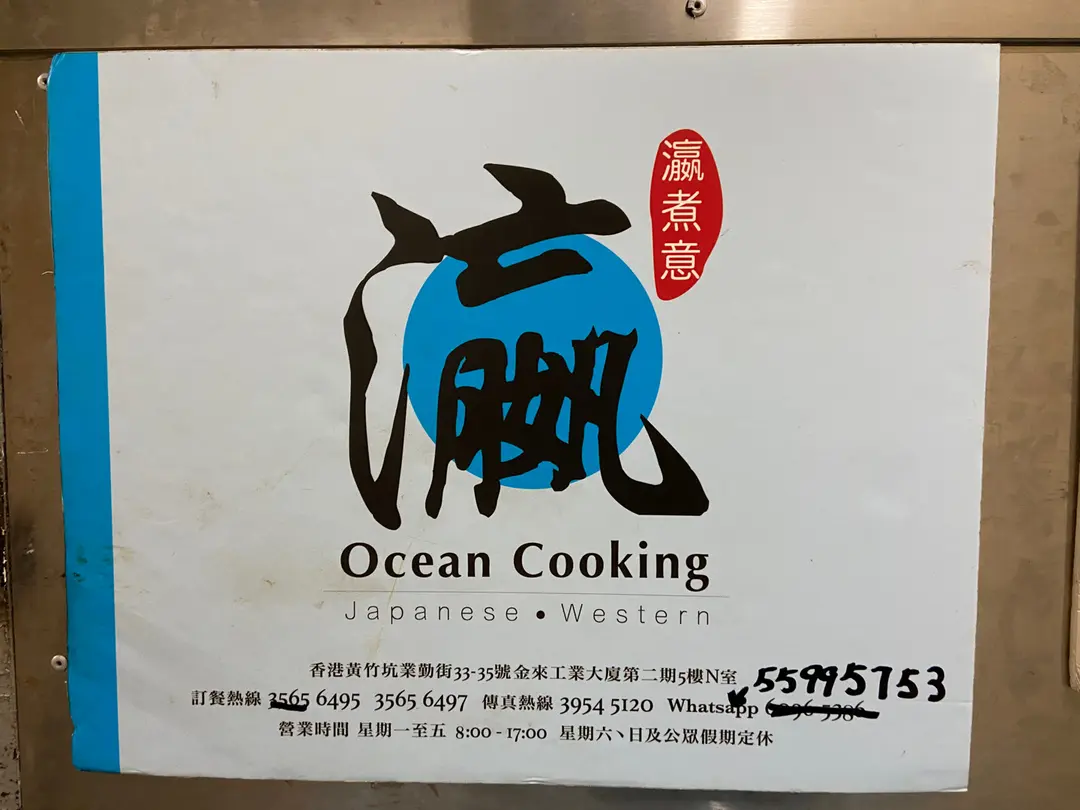 瀛煮意
瀛
Ocean Cooking
Japanese • Western
香港黃竹坑業勤街33-35號金來工業大廈第二期5樓N室
55995753
訂餐熱線 3565 6495 3565 6497 傳真熱線 3954 5120 Whatsapp
營業時間 星期一至五 8:00 - 17:00 星期六、日及公眾假期定休